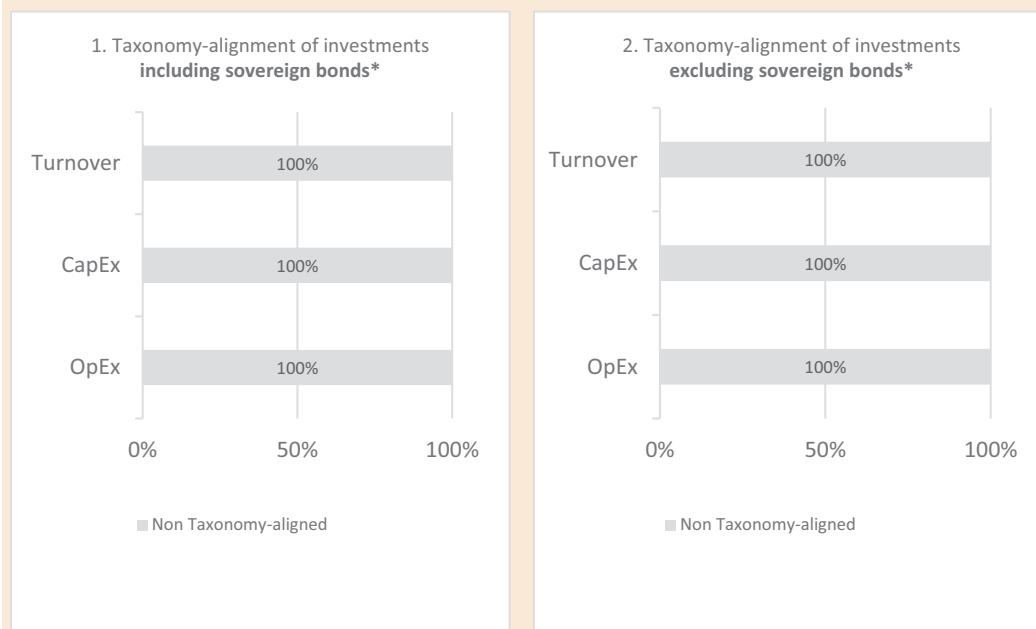 1. Taxonomy-alignment of investments
including sovereign bonds*
Turnover
100%
CapEx
100%
OpEx
100%
0% 50% 100%
Non Taxonomy-aligned
2. Taxonomy-alignment of investments
excluding sovereign bonds*
Turnover
100%
CapEx
100%
OpEx
100%
0% 50% 100%
Non Taxonomy-aligned